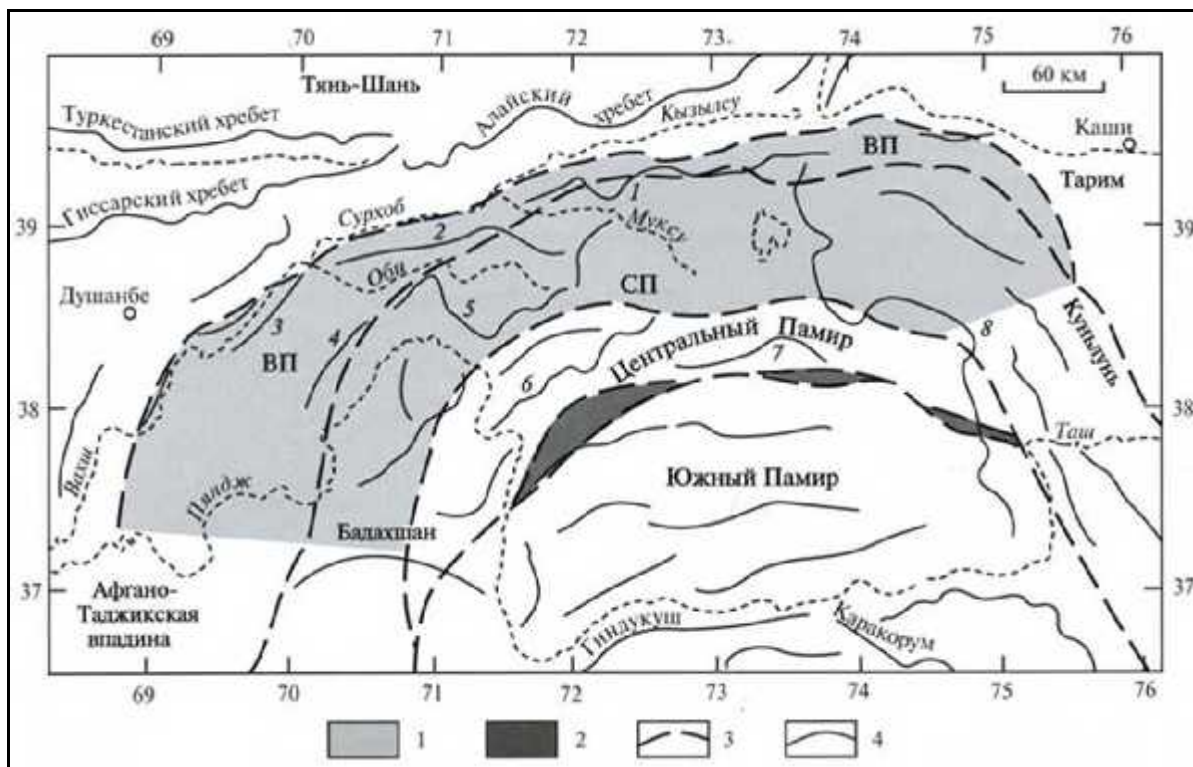 69 70 71 72 73 74 75 76
Тянь-Шань
60 км
Туркестанский хребет
Алайский хребет
Кызылсу
Каши
ВП
Тарим
Гиссарский хребет
1
39
Сурхоб
2
Муксу
39
Оби
Душанбе
СП
5
3
4
8
Куньлунь
ВП
Центральный Памир
7
6
38
38
Таш
Вахш
Южный Памир
Пяндж
Бадахшан
37
37
Афгано-
Таджикская
впадина
Гиндукуш
Каракорум
69 70 71 72 73 74 75 76
1 2 3 4